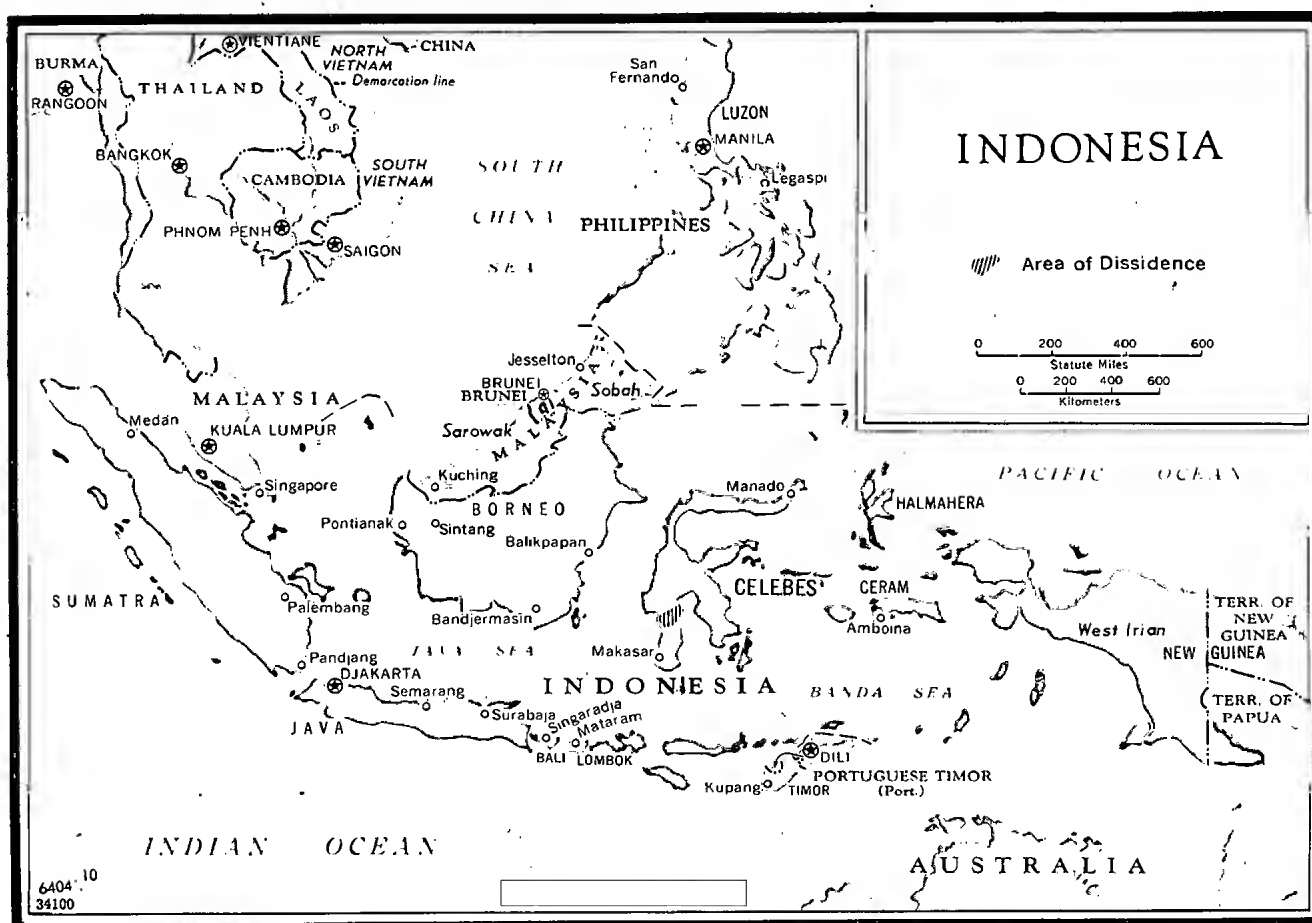 VIENTIANE
NORTH
VIETNAM
CHINA
Demarcation line
BURMA
RANGOON
THAILAND
LAOS
BANGKOK
CAMBODIA
SOUTH
VIETNAM
PHNOM PENH
SAIGON
SOUTH
CHINA
SEA
San
Fernando
LUZON
MANILA
Legaspi
PHILIPPINES
INDONESIA
Area of Dissidence
0 200 400 600
Statute Miles
0 200 400 600
Kilometers
Jesselton
BRUNEI
BRUNEI
Sobah
MALAYSIA
Sarowak
MALAYSIA
Medan
KUALA LUMPUR
Singapore
Kuching
BORNEO
Pontianak
Sintang
Balikpapan
Manado
HALMAHERA
PACIFIC OCEAN
SUMATRA
Palembang
Bandjermasin
CELEBES
CERAM
Amboina
West Irian
NEW GUINEA
TERR. OF
NEW
GUINEA
TERR. OF
PAPUA
JAVA SEA
Makasar
Pandjang
DJAKARTA
Semarang
Surabaja
Singaradja
Mataram
INDONESIA
BANDA SEA
JAVA
BALI
LOMBOK
DILI
PORTUGUESE TIMOR
(Port.)
Kupang
TIMOR
INDIAN OCEAN
AUSTRALIA
6404 10
34100